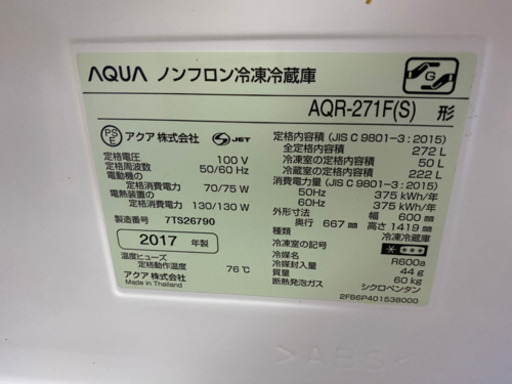 AQUA ノンフロン冷凍冷蔵庫
G
AQR-271F(S) 形
PS E アクア株式会社 S JET
定格電圧 100 V
定格周波数 50/60 Hz
電動機の
定格消費電力 70/75 W
電熱装置の
定格消費電力 130/130 W
製造番号 7TS26790
2017 年製
温度ヒューズ
定格動作温度 76℃
アクア株式会社
Made in Thailand
定格内容積 (JIS C 9801-3:2015)
全定格内容積 272 L
冷凍室の定格内容積 50 L
冷蔵室の定格内容積 222 L
消費電力量 (JIS C 9801-3:2015)
50Hz 375 kWh/年
60Hz 375 kWh/年
外形寸法 幅 600 mm
奥行 667 mm 高さ 1419 mm
種類 冷凍冷蔵庫
冷凍室の記号
冷媒名 R600a
冷媒封入量 44 g
質量 60 kg
断熱発泡ガス シクロペンタン
2FB6P401538000
>ABS<